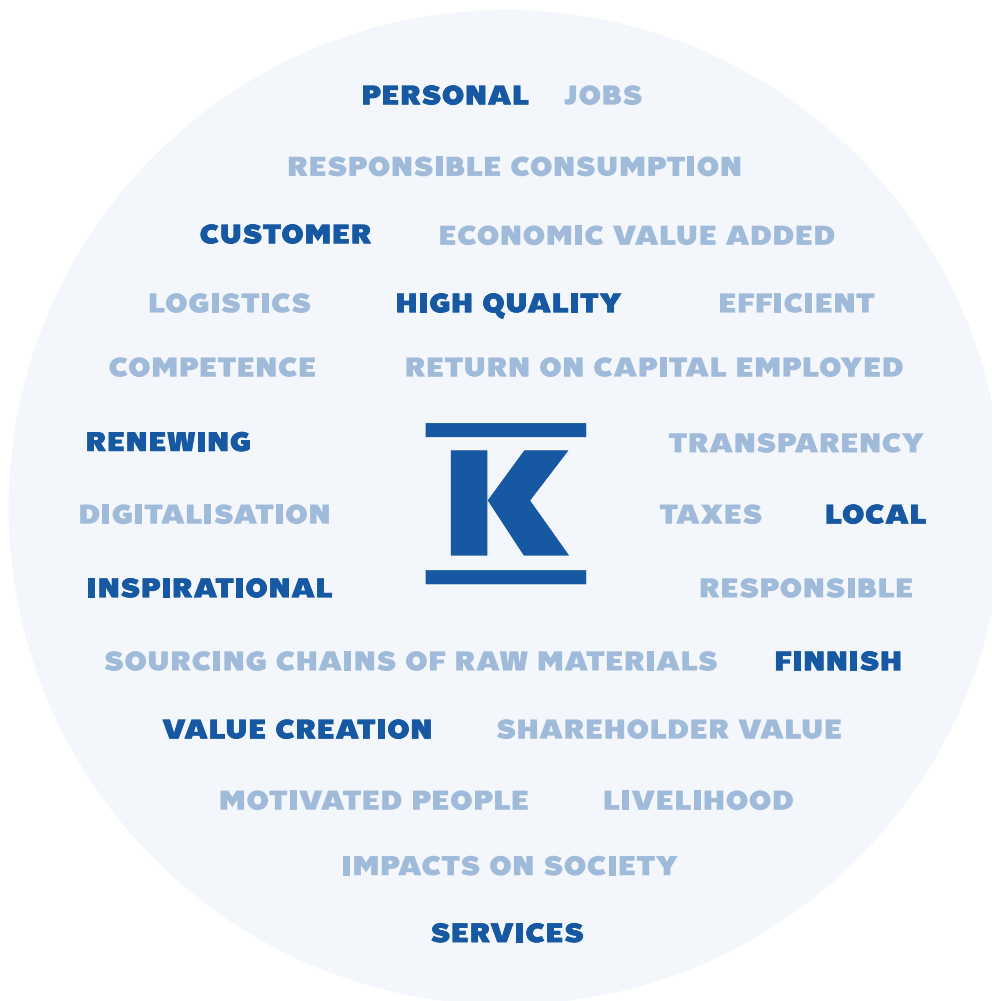 PERSONAL JOBS
RESPONSIBLE CONSUMPTION
CUSTOMER ECONOMIC VALUE ADDED
LOGISTICS HIGH QUALITY EFFICIENT
COMPETENCE RETURN ON CAPITAL EMPLOYED
RENEWING TRANSPARENCY
K
DIGITALISATION TAXES LOCAL
INSPIRATIONAL RESPONSIBLE
SOURCING CHAINS OF RAW MATERIALS FINNISH
VALUE CREATION SHAREHOLDER VALUE
MOTIVATED PEOPLE LIVELIHOOD
IMPACTS ON SOCIETY
SERVICES